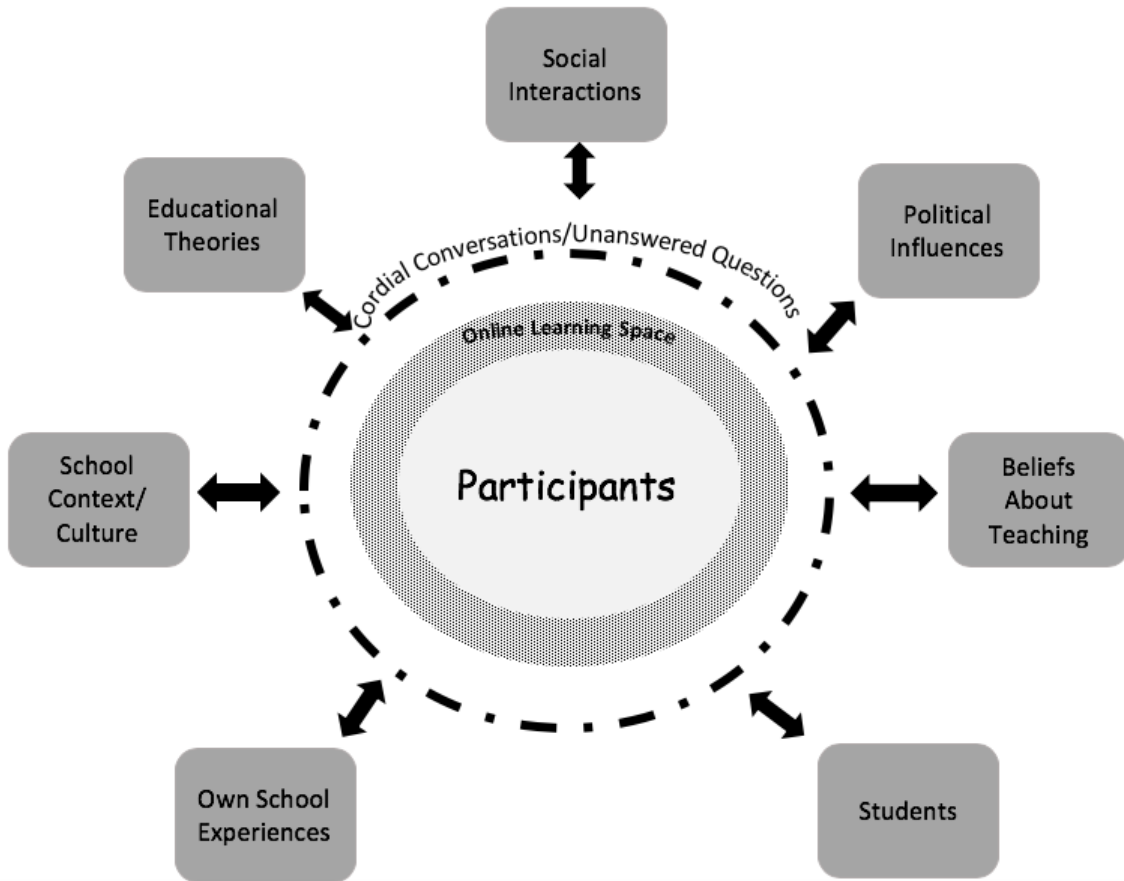 Social
Interactions
Educational
Theories
Political
Influences
Cordial Conversations/Unanswered Questions
Online Learning Space
School
Context/
Culture
Participants
Beliefs
About
Teaching
Own School
Experiences
Students